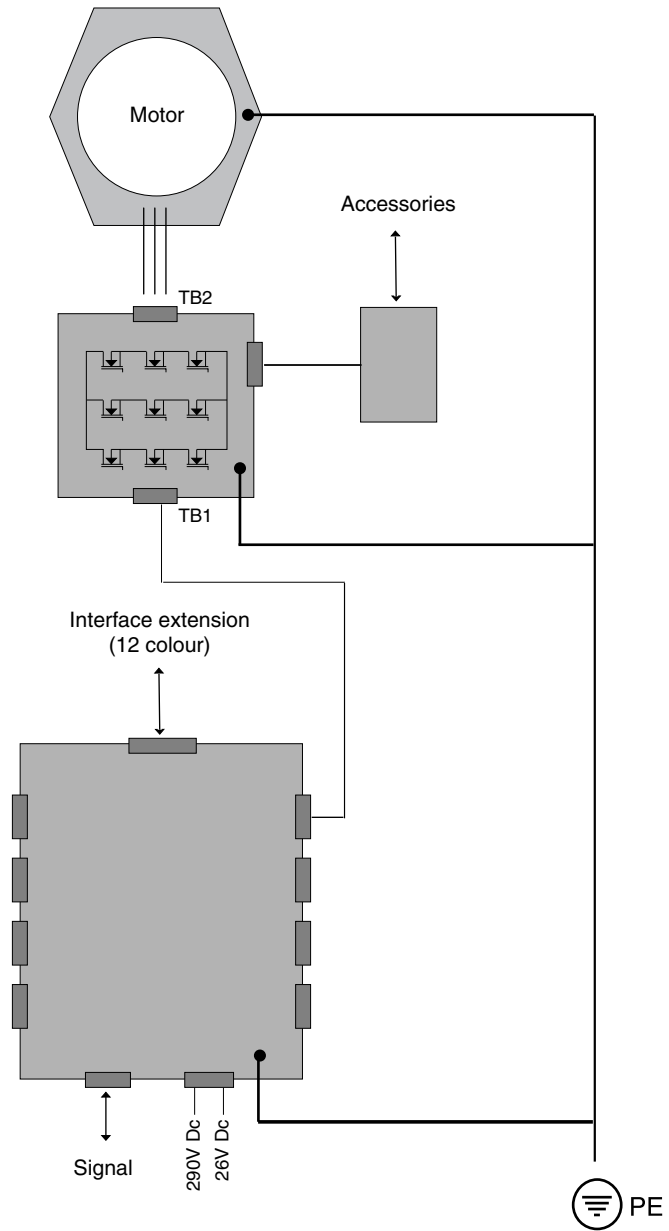 Motor
Accessories
TB2
TB1
Interface extension
(12 colour)
290V Dc
26V Dc
Signal
PE